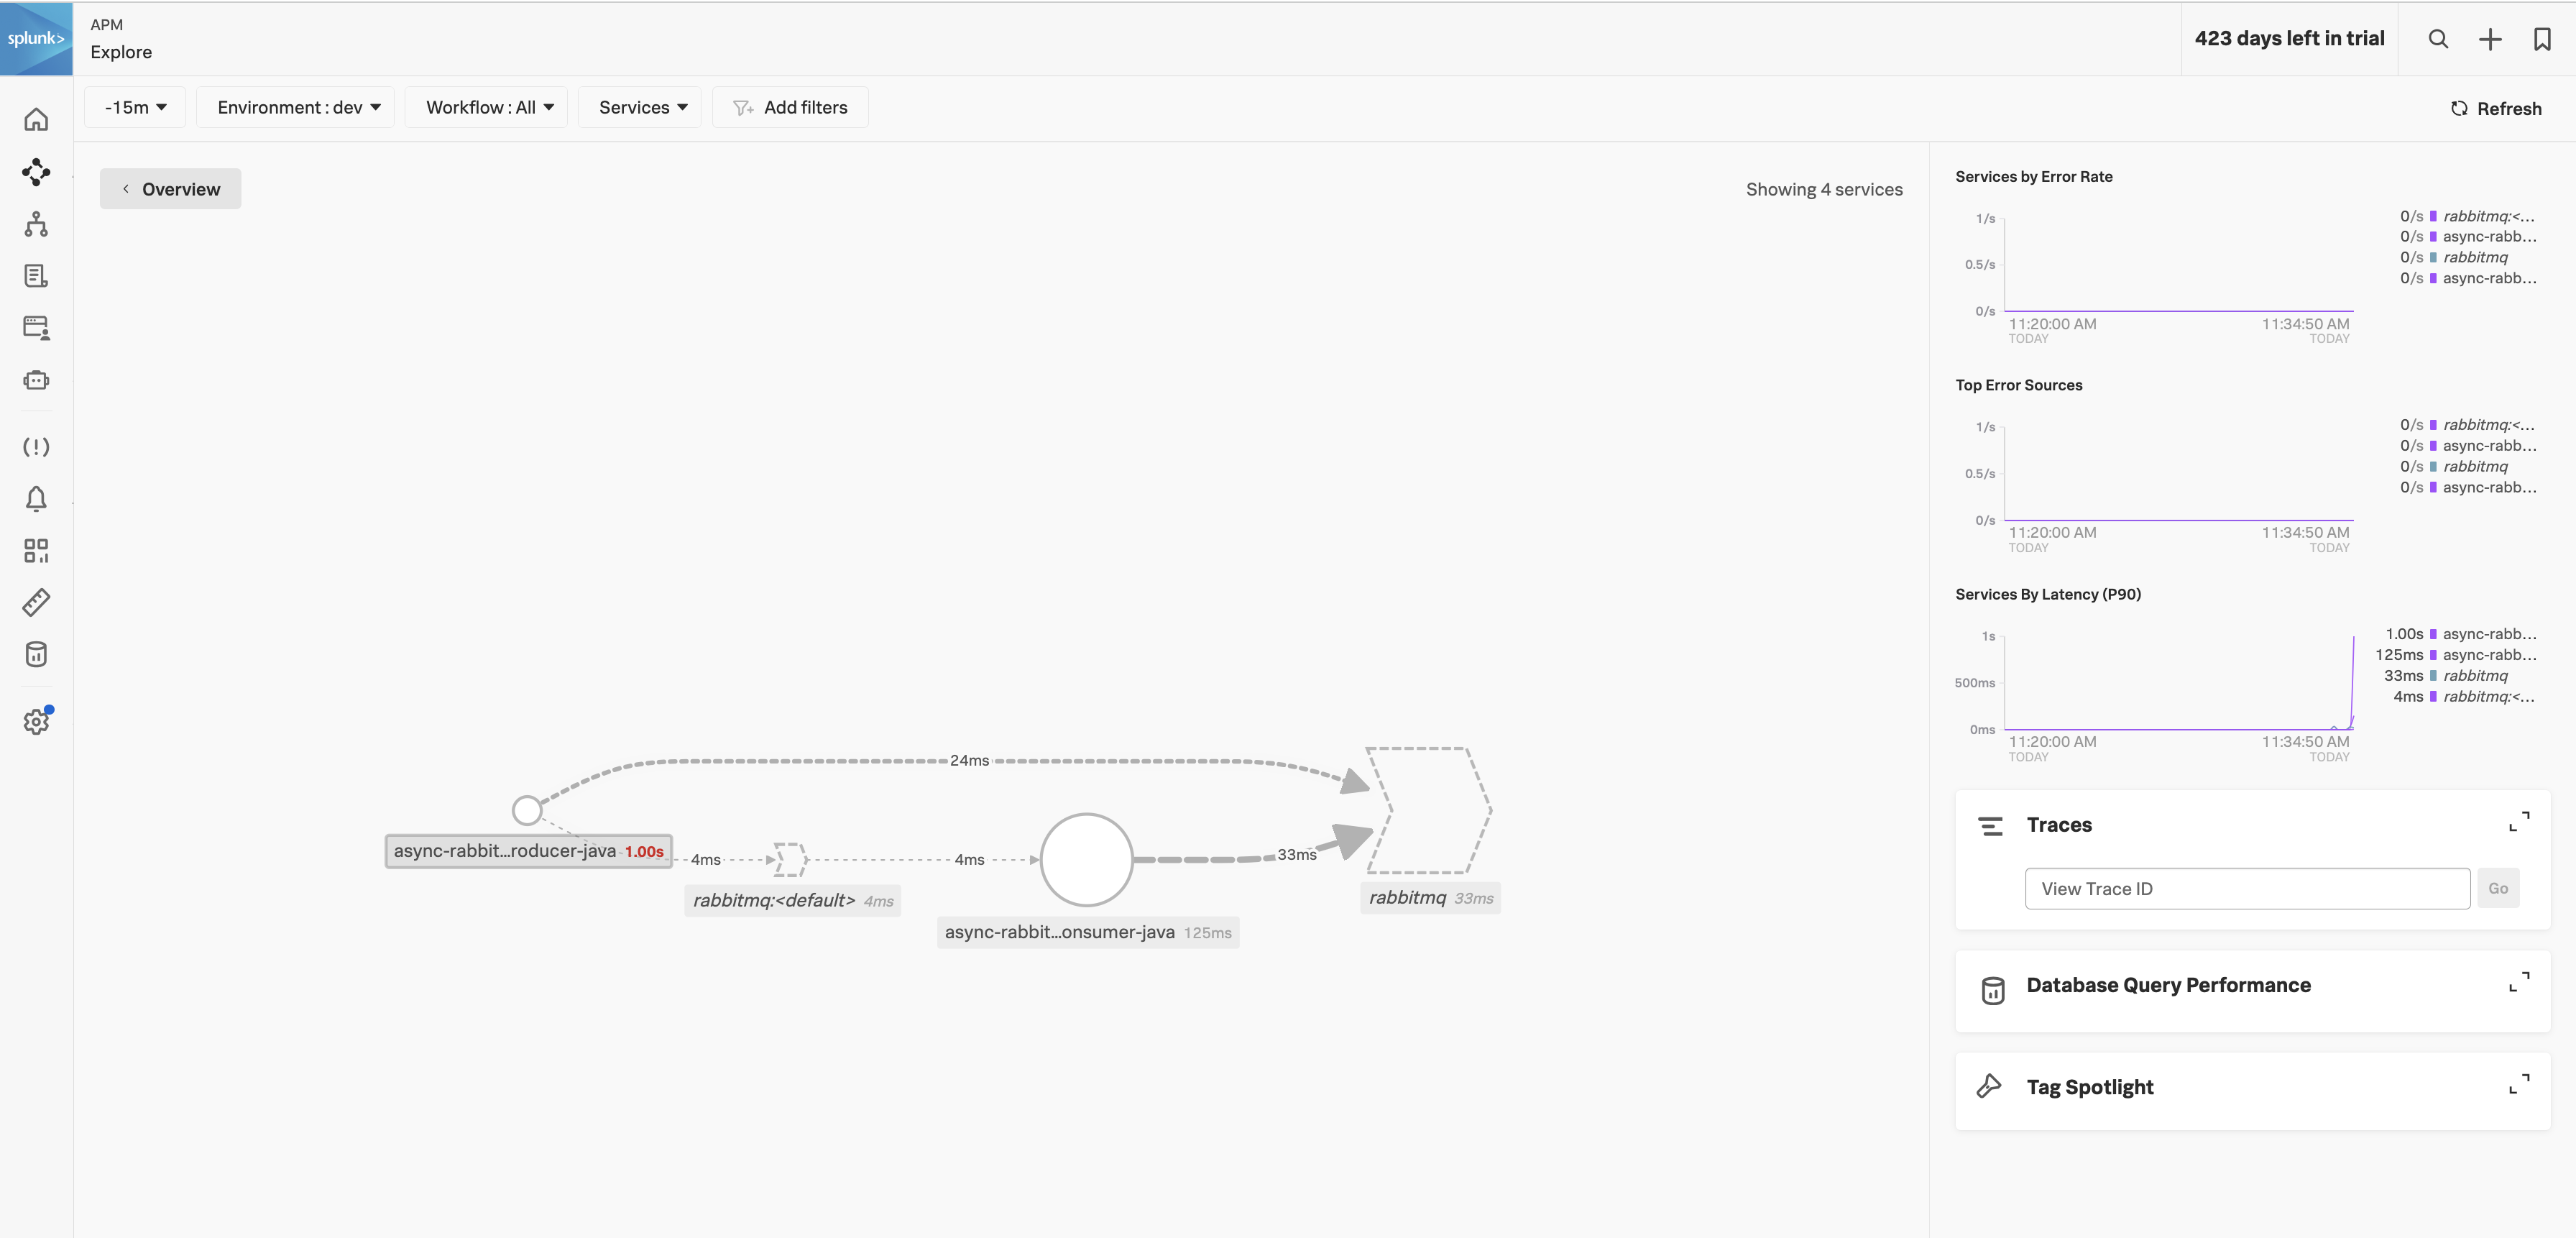 splunk>
APM
Explore
423 days left in trial
-15m
Environment : dev
Workflow : All
Services
Add filters
Refresh
Overview
Showing 4 services
24ms
async-rabbit...roducer-java 1.00s
4ms
4ms
33ms
rabbitmq:<default> 4ms
async-rabbit...onsumer-java 125ms
rabbitmq 33ms
Services by Error Rate
1/s
0.5/s
0/s
11:20:00 AM
TODAY
11:34:50 AM
TODAY
0/s rabbitmq:<...
0/s async-rabb...
0/s rabbitmq
0/s async-rabb...
Top Error Sources
1/s
0.5/s
0/s
11:20:00 AM
TODAY
11:34:50 AM
TODAY
0/s rabbitmq:<...
0/s async-rabb...
0/s rabbitmq
0/s async-rabb...
Services By Latency (P90)
1s
500ms
0ms
11:20:00 AM
TODAY
11:34:50 AM
TODAY
1.00s async-rabb...
125ms async-rabb...
33ms rabbitmq
4ms rabbitmq:<...
Traces
View Trace ID
Go
Database Query Performance
Tag Spotlight